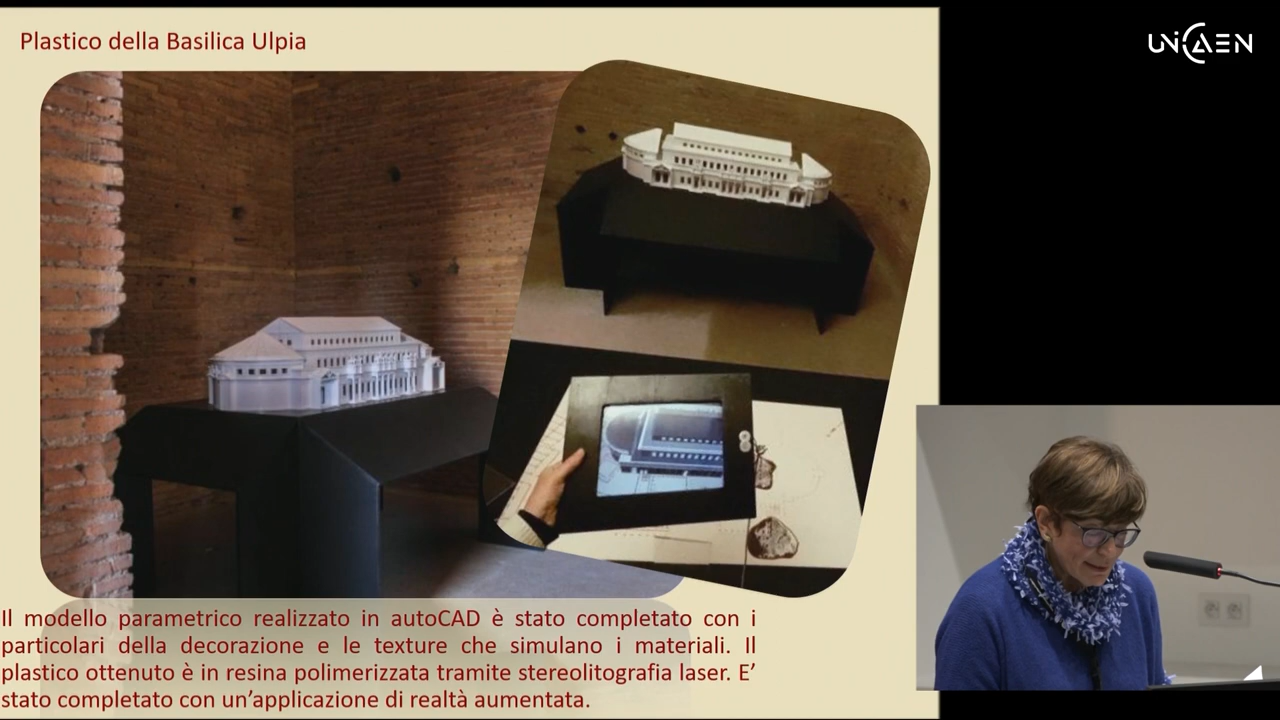 Plastico della Basilica Ulpia
UNICAEN
Il modello parametrico realizzato in autoCAD è stato completato con i
particolari della decorazione e le texture che simulano i materiali. Il
plastico ottenuto è in resina polimerizzata tramite stereolitografia laser. E’
stato completato con un’applicazione di realtà aumentata.